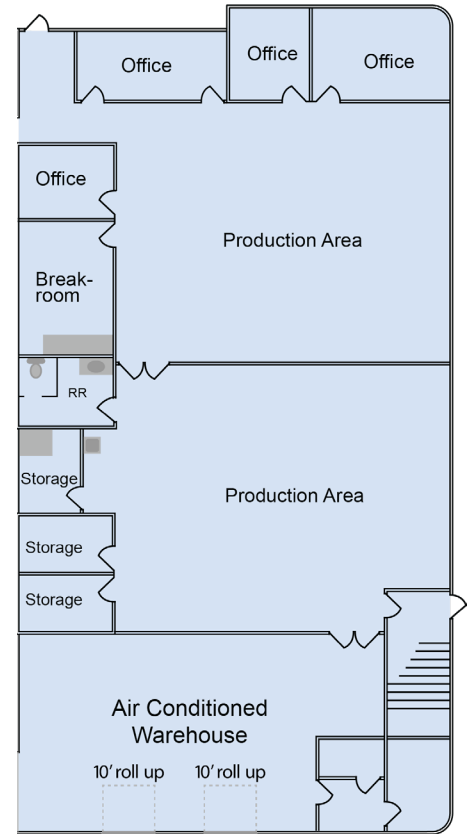 Office
Office
Office
Office
Production Area
Break-
room
RR
Storage
Production Area
Storage
Storage
Air Conditioned
Warehouse
10' roll up
10' roll up